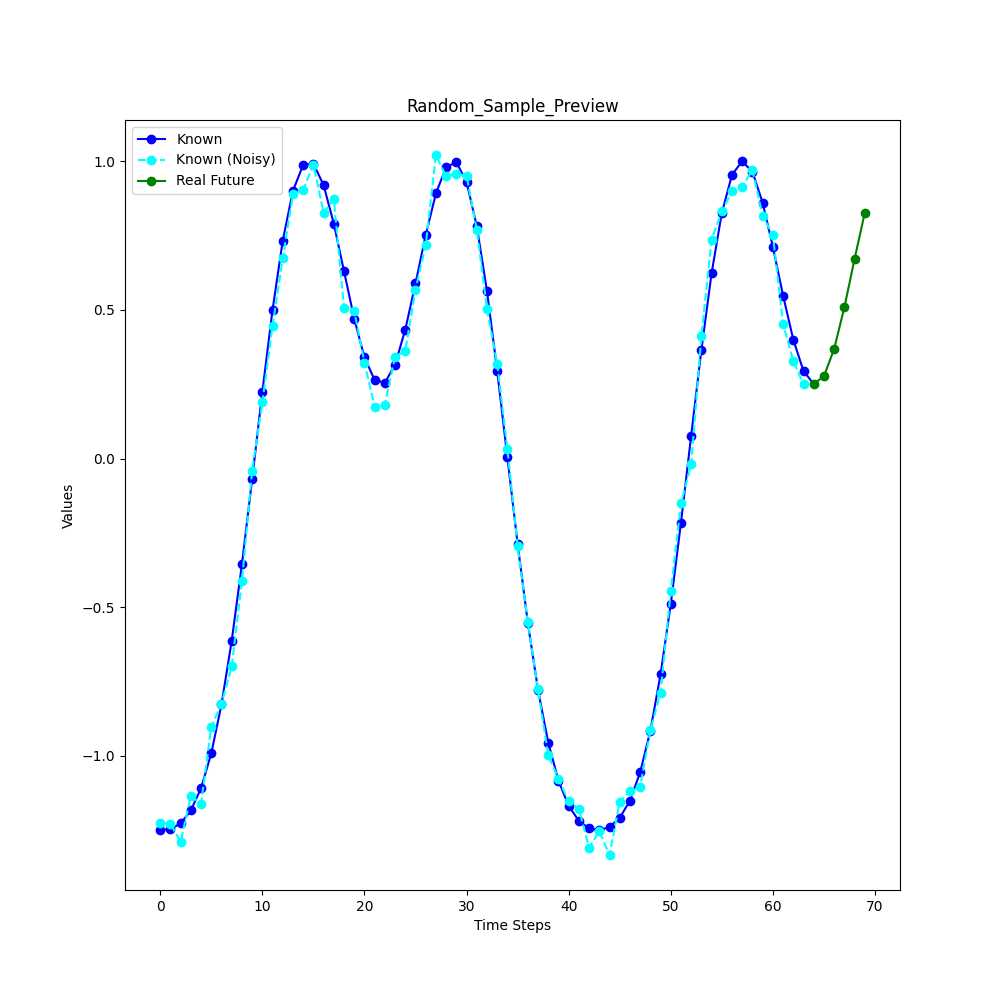 Random_Sample_Preview
Known
Known (Noisy)
Real Future
1.0
0.5
0.0
−0.5
−1.0
Values
0 10 20 30 40 50 60 70
Time Steps